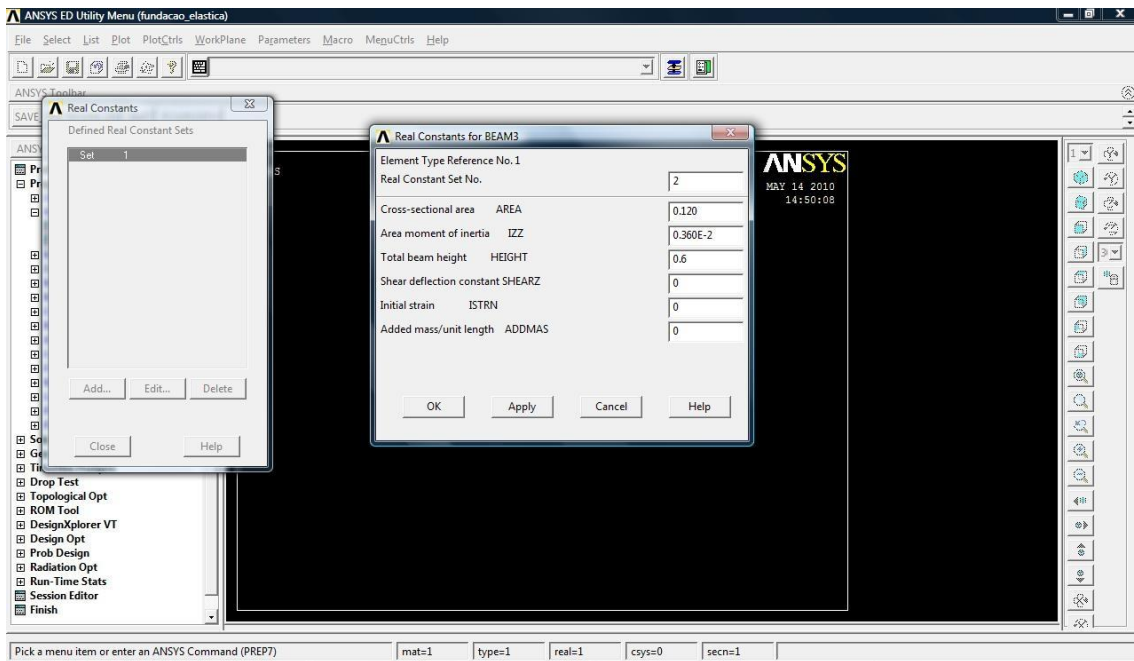 ANSYS ED Utility Menu (fundacao_elastica)
File Select List Plot PlotCtrls WorkPlane Parameters Macro MenuCtrls Help
ANSYS Toolbar
SAVE
Real Constants
Defined Real Constant Sets
Set 1
Add... Edit... Delete
Close Help
Real Constants for BEAM3
Element Type Reference No. 1
Real Constant Set No. 2
Cross-sectional area AREA 0.120
Area moment of inertia IZZ 0.360E-2
Total beam height HEIGHT 0.6
Shear deflection constant SHEARZ 0
Initial strain ISTRN 0
Added mass/unit length ADDMAS 0
OK Apply Cancel Help
ANSYS
MAY 14 2010
14:50:08
1
3
Drop Test
Topological Opt
ROM Tool
DesignXplorer VT
Design Opt
Prob Design
Radiation Opt
Run-Time Stats
Session Editor
Finish
Pick a menu item or enter an ANSYS Command (PREP7) mat=1 type=1 real=1 csys=0 secn=1